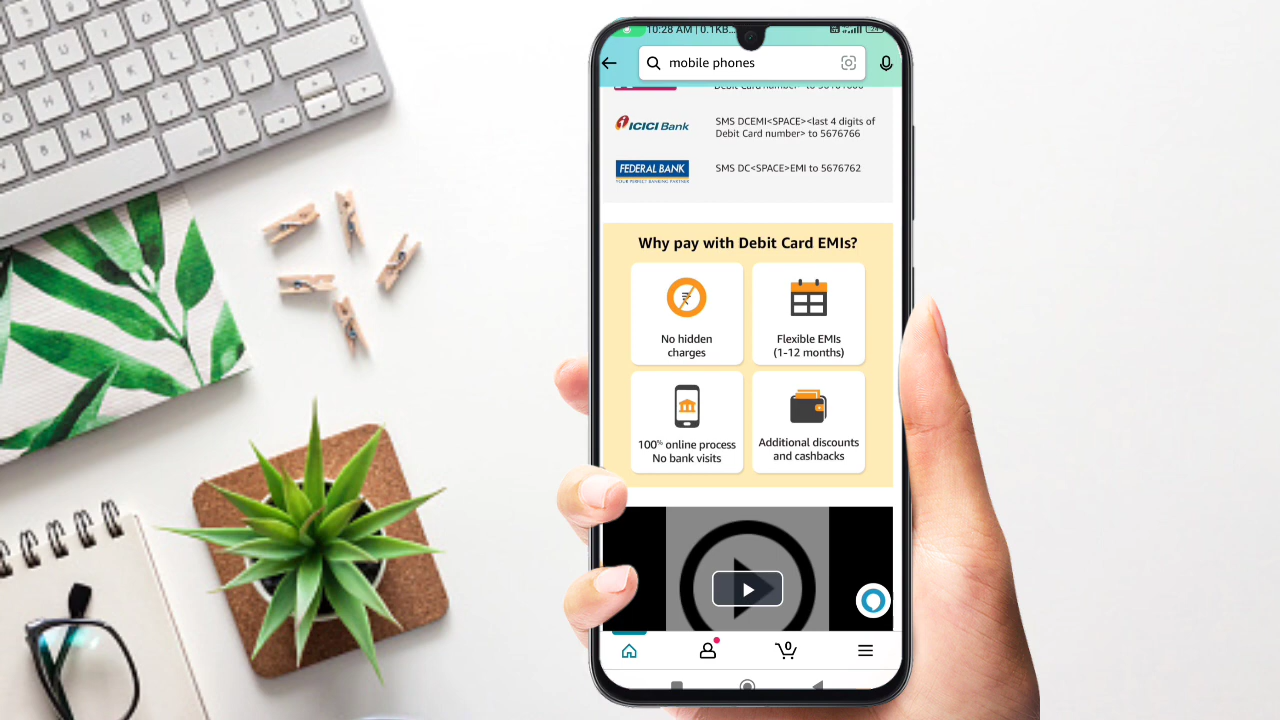 10:28 AM | 0.1KB...
mobile phones
Debit Card number> to 56161600
ICICI Bank
SMS DCEMI<SPACE><last 4 digits of
Debit Card number> to 5676766
FEDERAL BANK
YOUR PERFECT BANKING PARTNER
SMS DC<SPACE>EMI to 5676762
Why pay with Debit Card EMIs?
No hidden
charges
Flexible EMIs
(1-12 months)
100% online process
No bank visits
Additional discounts
and cashbacks
0